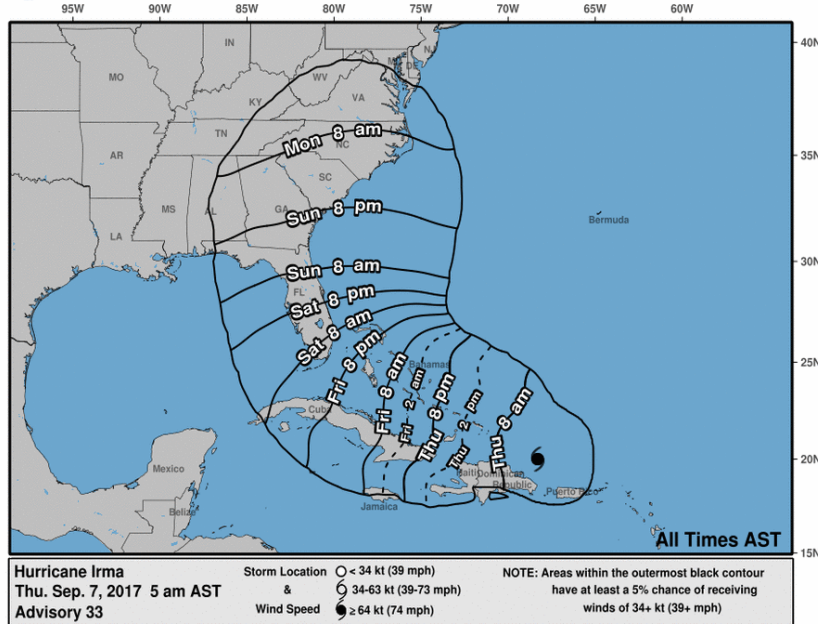 95W 90W 85W 80W 75W 70W 65W 60W
40N
IN
NJ
MO
WV
DE
KY
VA
Mon 8 am
TN
NC
35N
AR
SC
MS
AL
GA
Sun 8 pm
Bermuda
LA
30N
Sun 8 am
FL
Sat 8 pm
Sat 8 am
25N
Bahamas
Fri 8 pm
Fri 8 am
Fri 2 am
Thu 8 pm
Thu 2 pm
Thu 8 am
Cuba
20N
Mexico
Haiti
Dominican
Republic
Puerto Rico
Jamaica
Belize
All Times AST
15N
Hurricane Irma
Thu. Sep. 7, 2017 5 am AST
Advisory 33
Storm Location
&
Wind Speed
< 34 kt (39 mph)
34-63 kt (39-73 mph)
≥ 64 kt (74 mph)
NOTE: Areas within the outermost black contour
have at least a 5% chance of receiving
winds of 34+ kt (39+ mph)